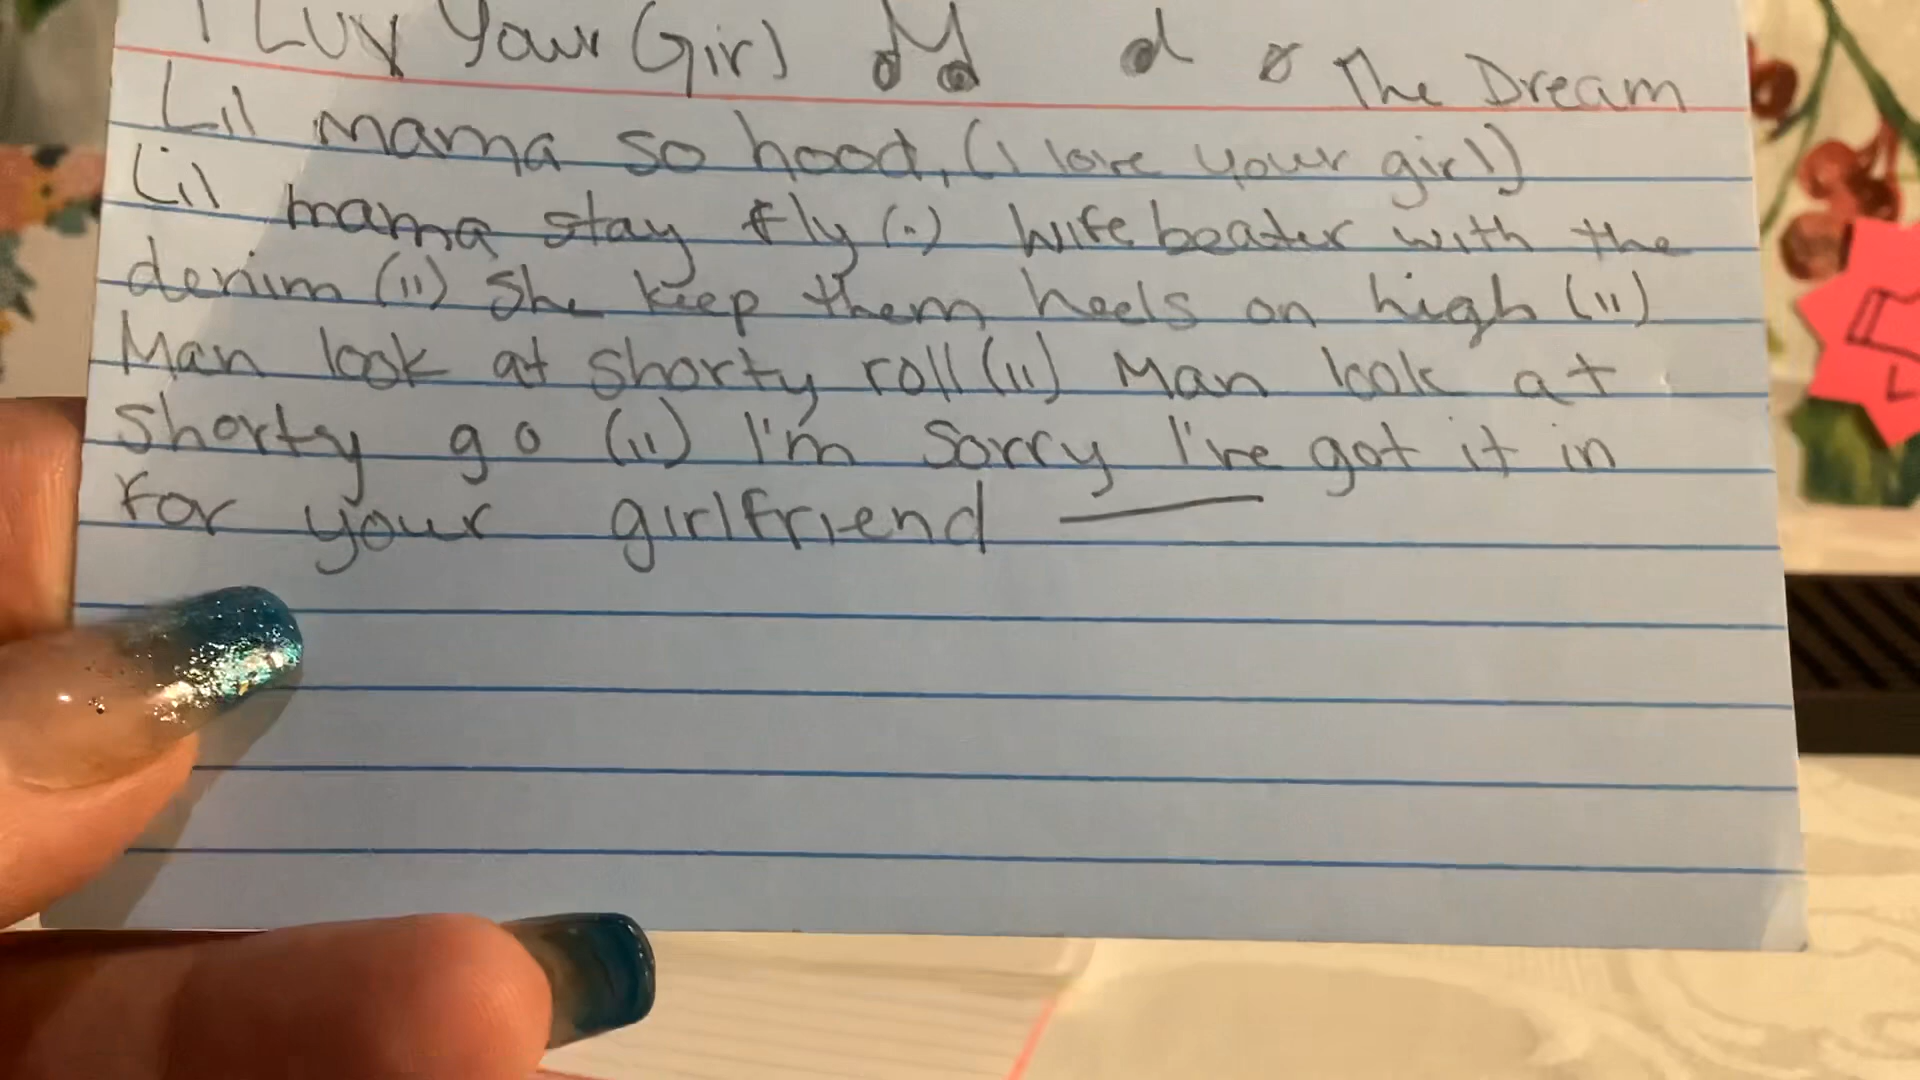 I Luv Your Girl The Dream
Lil mama so hood, (I love your girl)
Lil mama stay fly (") Wife beater with the
denim (") She keep them heels on high (")
Man look at shorty roll (") Man look at
shorty go (") I'm sorry I've got it in
for your girlfriend —